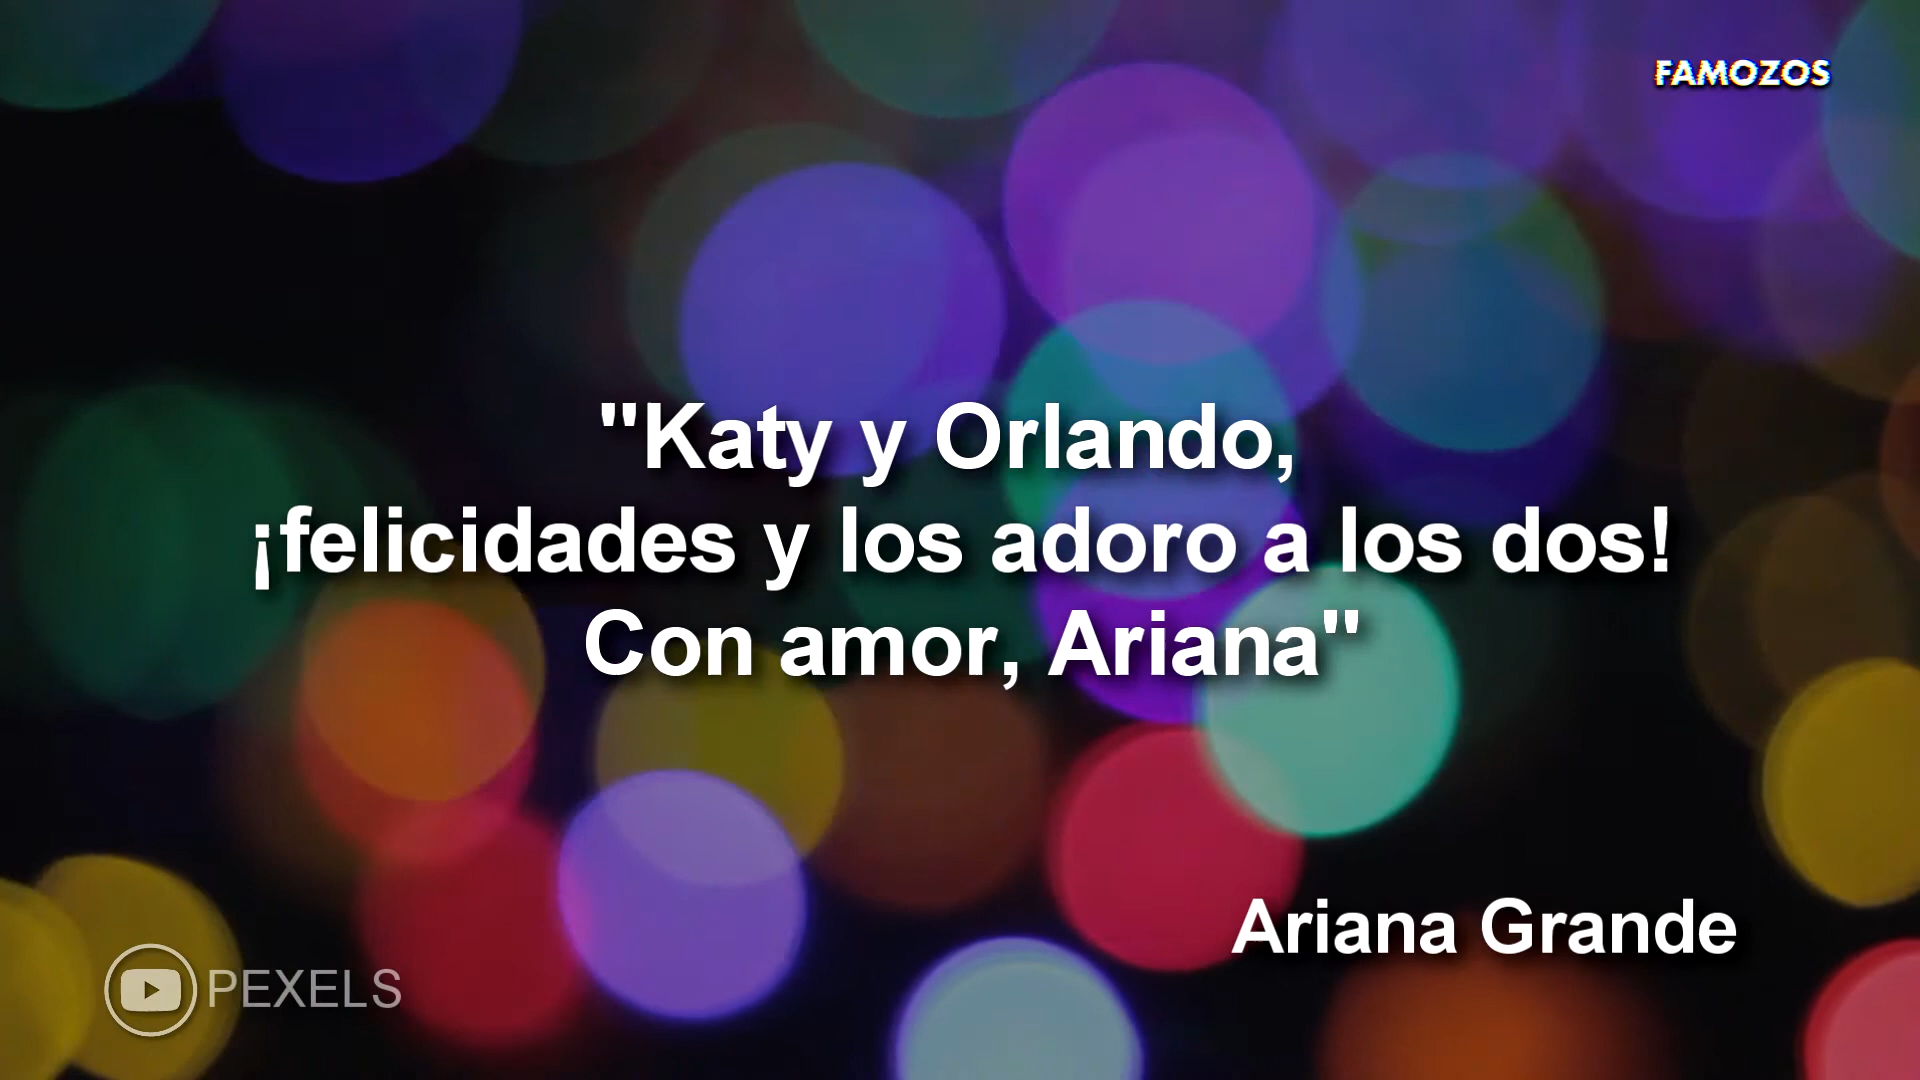 FAMOZOS
"Katy y Orlando,
¡felicidades y los adoro a los dos!
Con amor, Ariana"
Ariana Grande
PEXELS